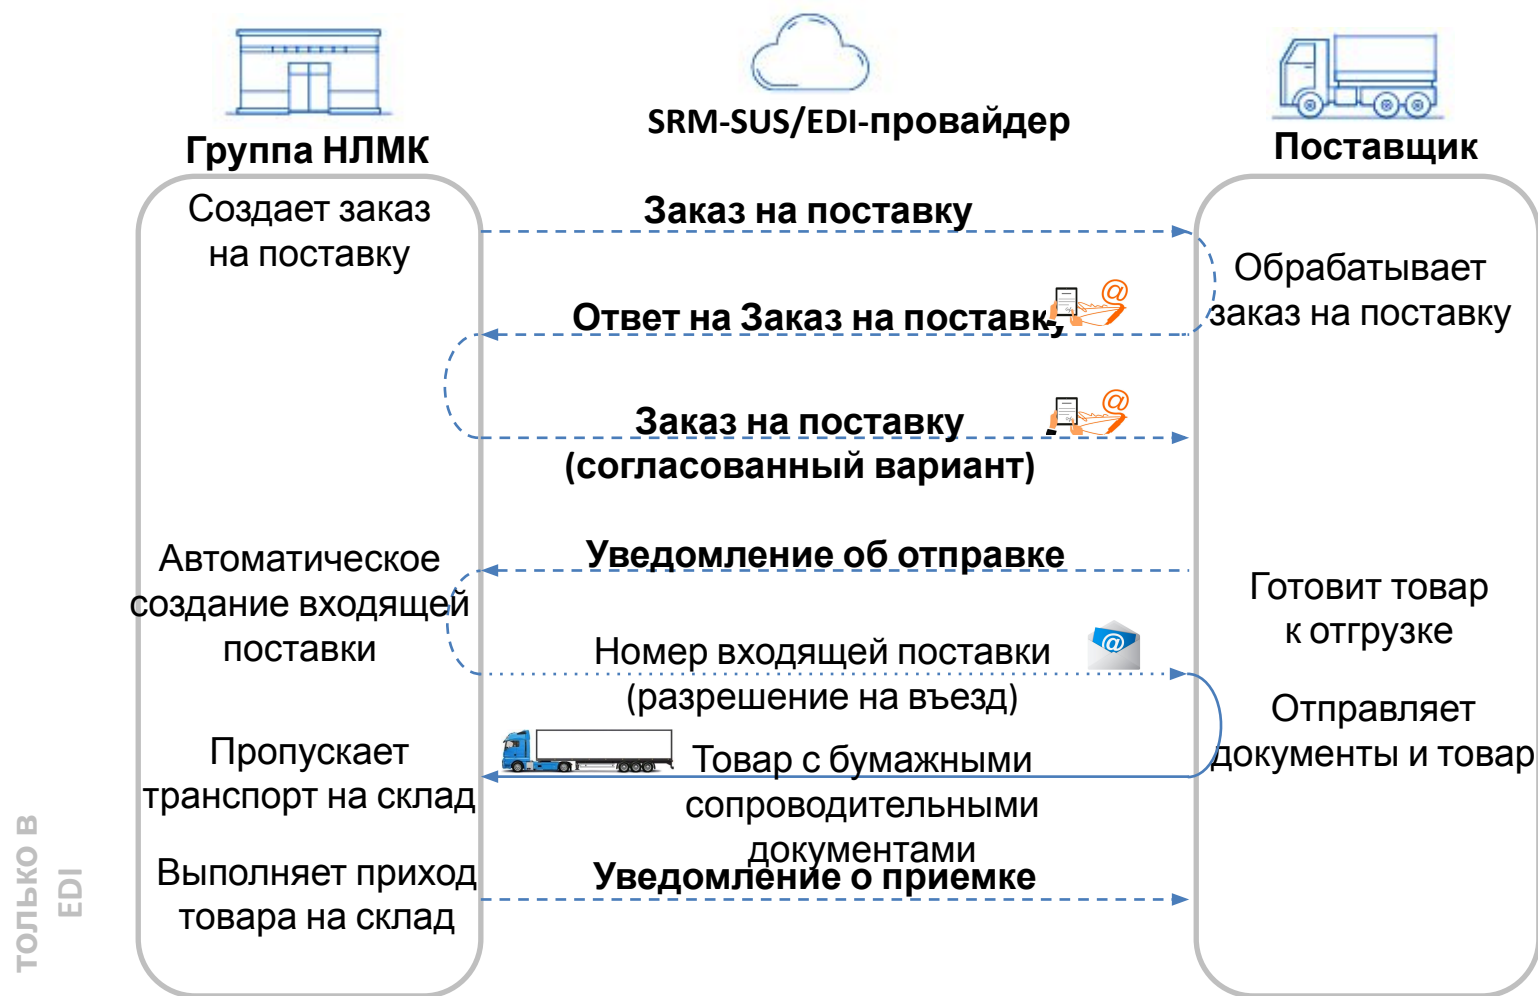 SRM-SUS/EDI-провайдер
Группа НЛМК
Поставщик
Создает заказ
на поставку
Заказ на поставку
Обрабатывает
заказ на поставку
Ответ на Заказ на поставку
Заказ на поставку
(согласованный вариант)
Уведомление об отправке
Автоматическое
создание входящей
поставки
Готовит товар
к отгрузке
Номер входящей поставки
(разрешение на въезд)
Отправляет
документы и товар
Пропускает
транспорт на склад
Товар с бумажными
сопроводительными
документами
Выполняет приход
товара на склад
Уведомление о приемке
только в
EDI